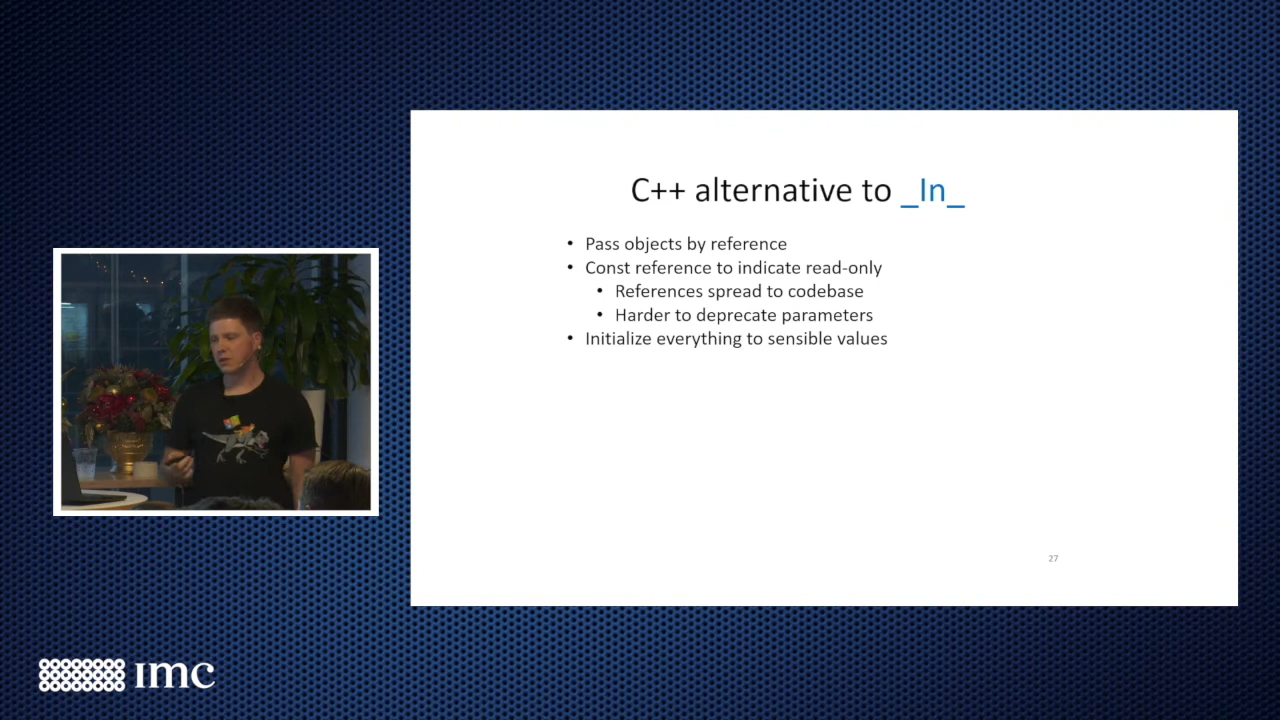 C++ alternative to _In_
• Pass objects by reference
• Const reference to indicate read-only
• References spread to codebase
• Harder to deprecate parameters
• Initialize everything to sensible values
27
imc